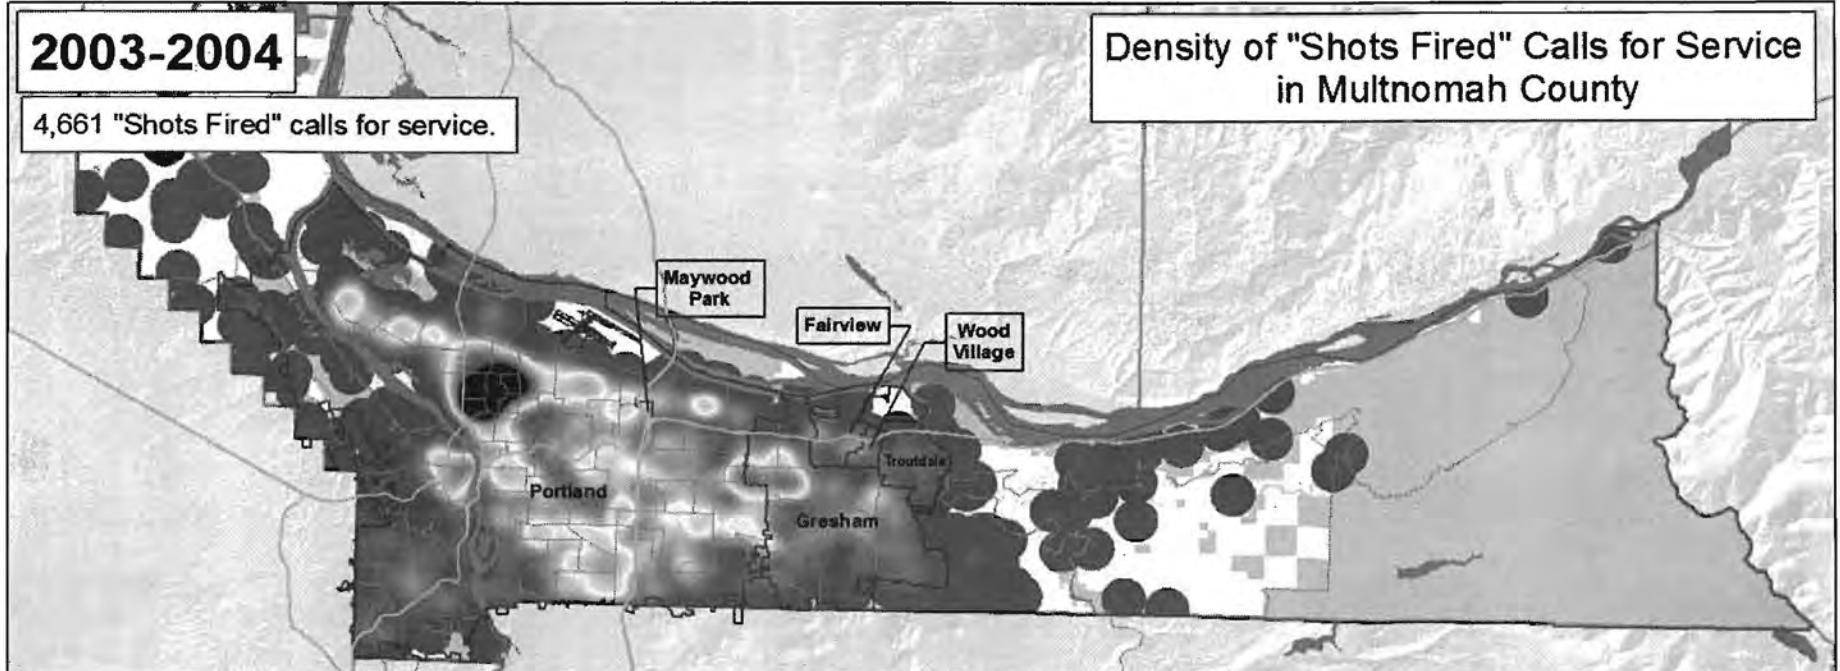 2003-2004
4,661 "Shots Fired" calls for service.
Density of "Shots Fired" Calls for Service
in Multnomah County
Maywood
Park
Fairview
Wood
Village
Troutdale
Portland
Gresham